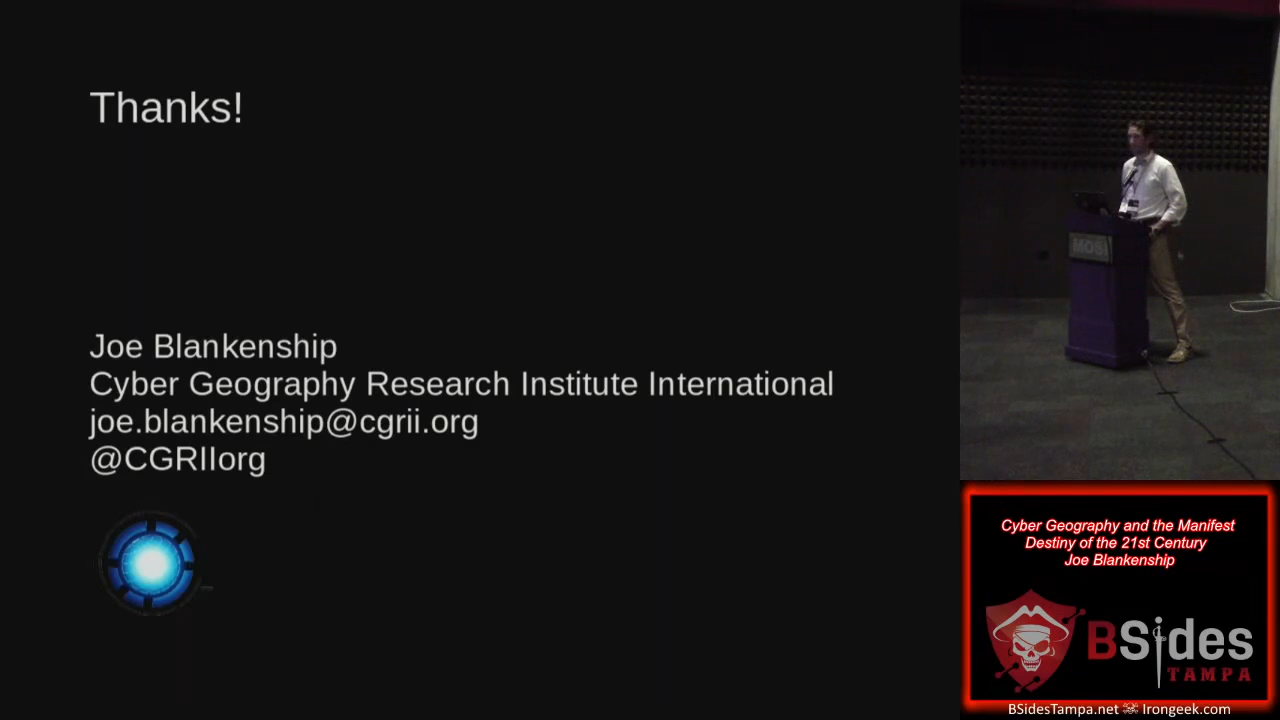 Thanks!
Joe Blankenship
Cyber Geography Research Institute International
joe.blankenship@cgrii.org
@CGRIIorg
MOSI
Cyber Geography and the Manifest
Destiny of the 21st Century
Joe Blankenship
BSides
TAMPA
BSidesTampa.net Irongeek.com